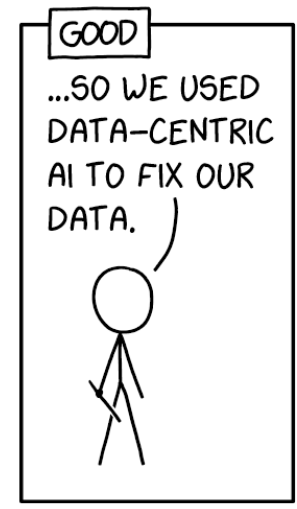 GOOD
...SO WE USED
DATA-CENTRIC
AI TO FIX OUR
DATA.